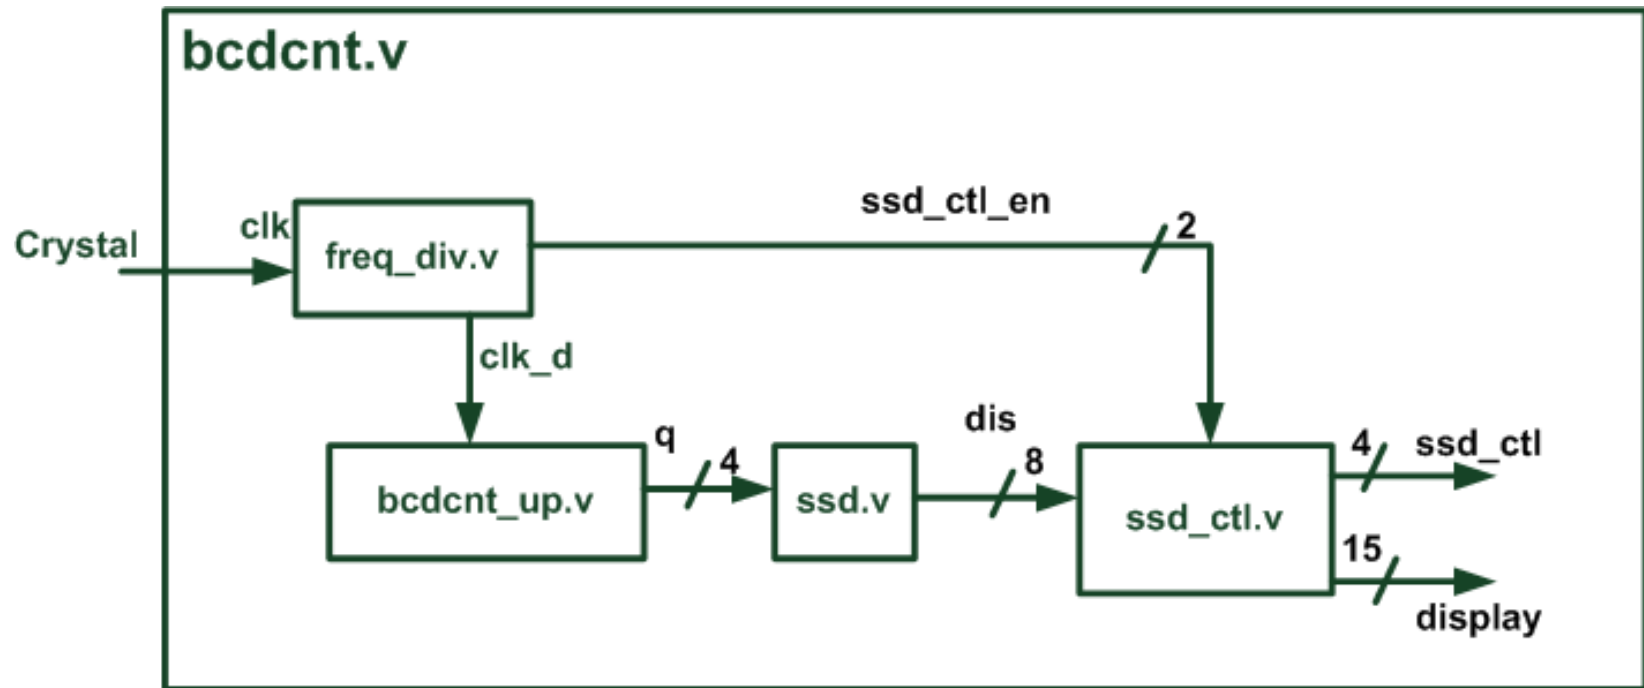 bcdcnt.v
ssd_ctl_en
2
clk
Crystal
freq_div.v
clk_d
q
4
dis
8
4
ssd_ctl
bcdcnt_up.v
ssd.v
ssd_ctl.v
15
display